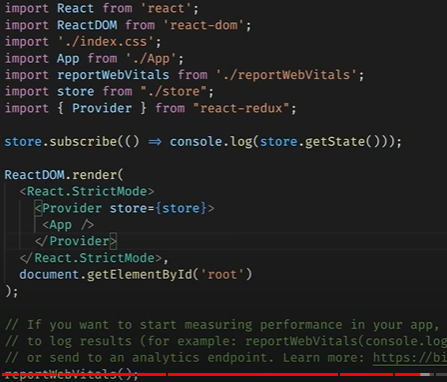 import React from 'react';
import ReactDOM from 'react-dom';
import './index.css';
import App from './App';
import reportWebVitals from './reportWebVitals';
import store from "./store";
import { Provider } from "react-redux";

store.subscribe(() => console.log(store.getState()));

ReactDOM.render(
  <React.StrictMode>
    <Provider store={store}>
     <App />
    </Provider>
  </React.StrictMode>,
  document.getElementById('root')
);

// If you want to start measuring performance in your app,
// to log results (for example: reportWebVitals(console.log
// or send to an analytics endpoint. Learn more: https://bi
reportWebVitals();